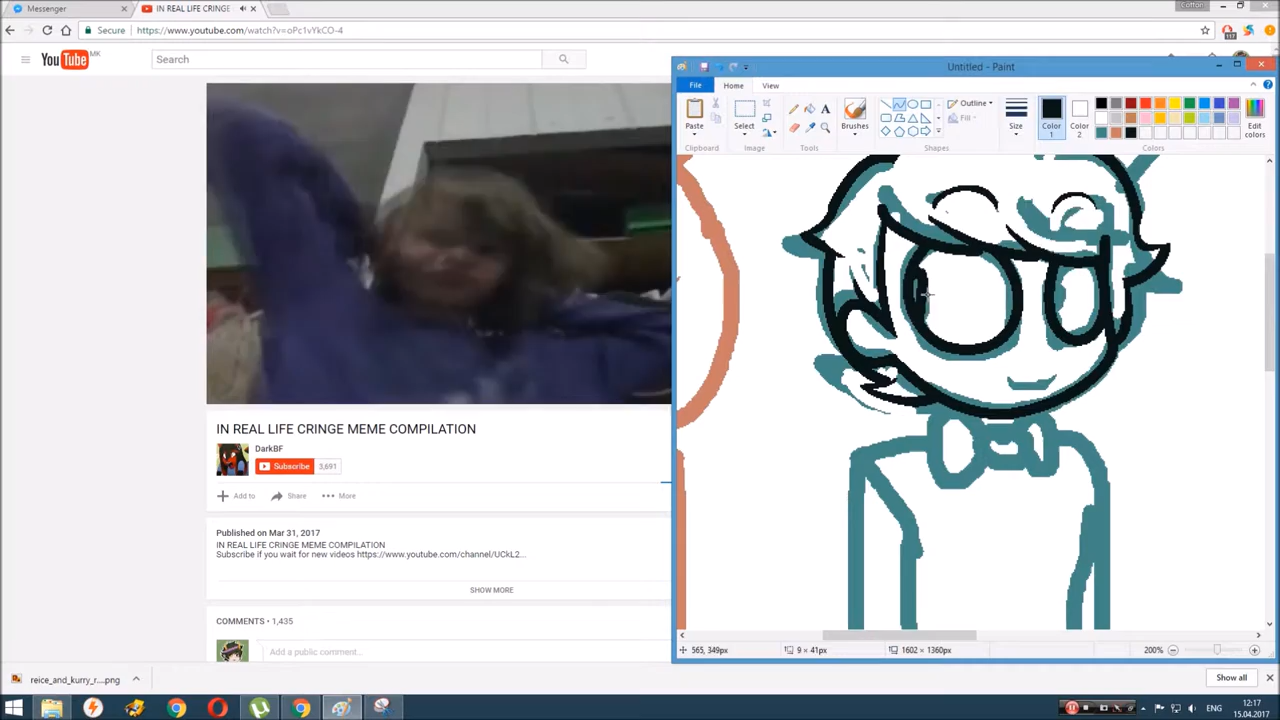 Messenger
IN REAL LIFE CRINGE
Cotton
Secure
https://www.youtube.com/watch?v=oPc1vYkCO-4
YouTube MK
Search
IN REAL LIFE CRINGE MEME COMPILATION
DarkBF
Subscribe 3,691
Add to Share More
Published on Mar 31, 2017
IN REAL LIFE CRINGE MEME COMPILATION
Subscribe if you wait for new videos https://www.youtube.com/channel/UCkL2...
SHOW MORE
COMMENTS • 1,435
Add a public comment...
Untitled - Paint
File Home View
Paste
Select
A
Brushes
Outline
Fill
Size
Color 1
Color 2
Edit colors
Clipboard Image Tools Shapes Colors
565, 349px
9 × 41px
1602 × 1360px
200%
reice_and_kurry_r....png
Show all
ENG
12:17
15.04.2017